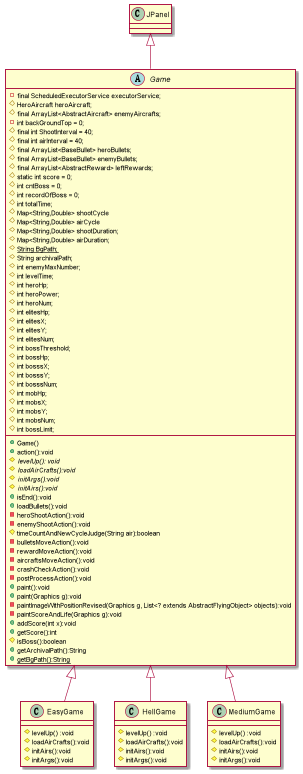 C JPanel
A Game
final ScheduledExecutorService executorService;
HeroAircraft heroAircraft;
final ArrayList<AbstractAircraft> enemyAircrafts;
int backGroundTop = 0;
final int ShootInterval = 40;
final int airInterval = 40;
final ArrayList<BaseBullet> heroBullets;
final ArrayList<BaseBullet> enemyBullets;
final ArrayList<AbstractReward> leftRewards;
static int score = 0;
int cntBoss = 0;
int recordOfBoss = 0;
int totalTime;
Map<String,Double> shootCycle
Map<String,Double> airCycle
Map<String,Double> shootDuration;
Map<String,Double> airDuration;
String BgPath;
String archivalPath;
int enemyMaxNumber;
int levelTime;
int heroHp;
int heroPower;
int heroNum;
int elitesHp;
int elitesX;
int elitesY;
int elitesNum;
int bossThreshold;
int bossHp;
int bosssX;
int bosssY;
int bosssNum;
int mobHp;
int mobsX;
int mobsY;
int mobsNum;
int bossLimit;
Game()
action():void
levelUp(): void
loadAirCrafts():void
initArgs():void
initAirs():void
isEnd():void
loadBullets():void
heroShootAction():void
enemyShootAction():void
timeCountAndNewCycleJudge(String air):boolean
bulletsMoveAction():void
rewardMoveAction():void
aircraftsMoveAction():void
crashCheckAction():void
postProcessAction():void
paint():void
paint(Graphics g):void
paintImageWithPositionRevised(Graphics g, List<? extends AbstractFlyingObject> objects):void
paintScoreAndLife(Graphics g):void
addScore(int x):void
getScore():int
isBoss():boolean
getArchivalPath():String
getBgPath():String
C EasyGame
levelUp() :void
loadAirCrafts():void
initAirs():void
initArgs():void
C HellGame
levelUp() :void
loadAirCrafts():void
initAirs():void
initArgs():void
C MediumGame
levelUp() :void
loadAirCrafts():void
initAirs():void
initArgs():void